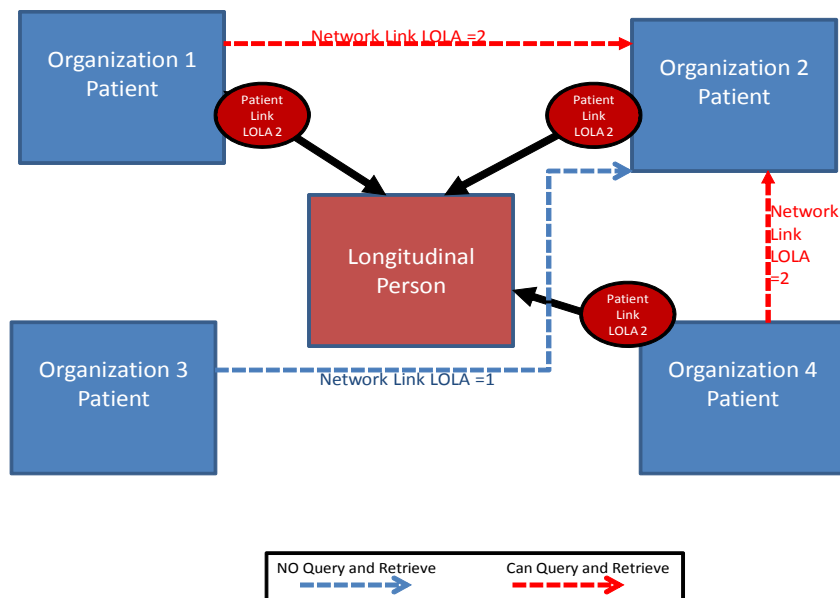 Network Link LOLA =2
Organization 1
Patient
Organization 2
Patient
Patient
Link
LOLA 2
Patient
Link
LOLA 2
Network
Link
LOLA
=2
Longitudinal
Person
Patient
Link
LOLA 2
Organization 3
Patient
Network Link LOLA =1
Organization 4
Patient
NO Query and Retrieve
Can Query and Retrieve